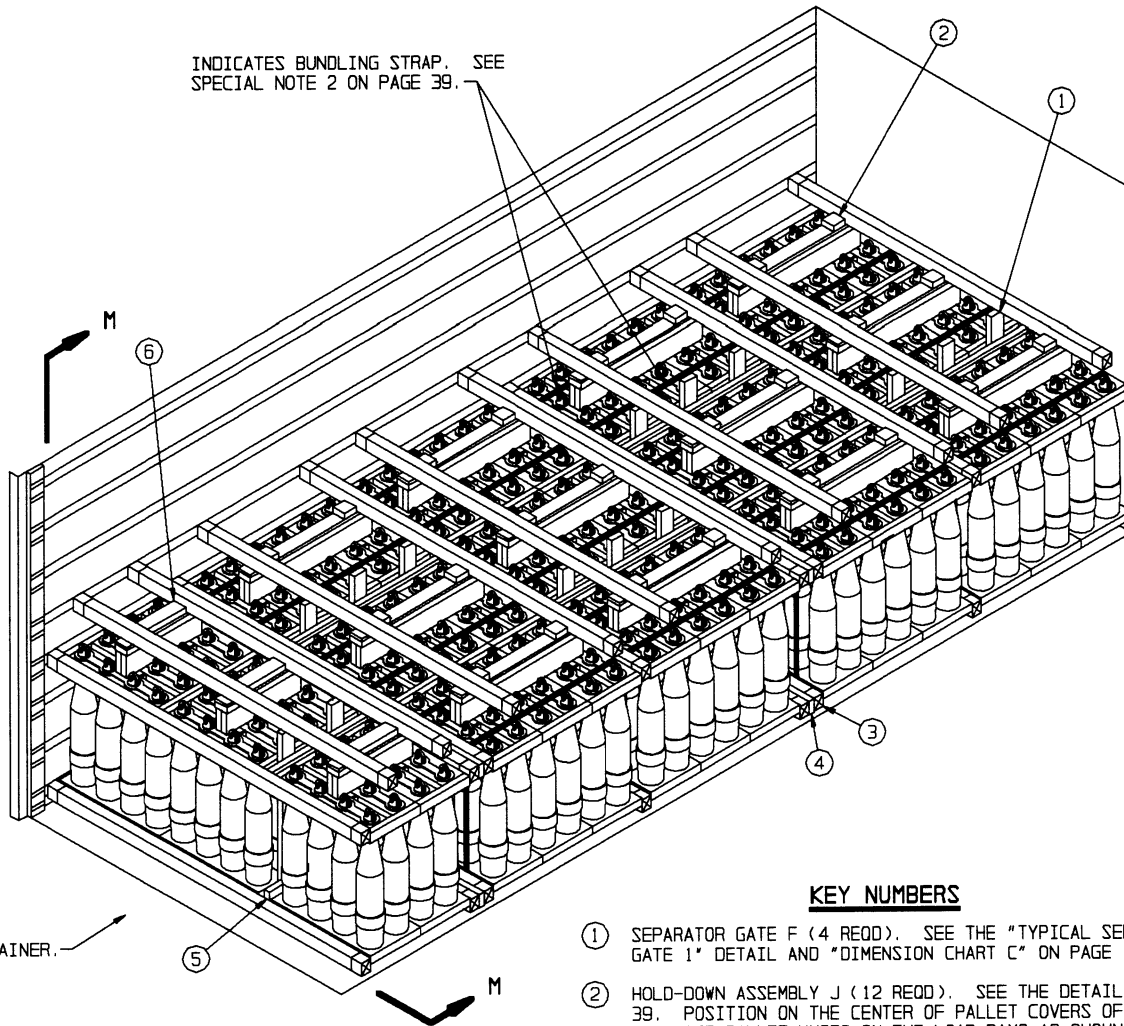 INDICATES BUNDLING STRAP. SEE
SPECIAL NOTE 2 ON PAGE 39.
2
1
M
6
3
4
5
M
AINER.
KEY NUMBERS
1 SEPARATOR GATE F (4 REQD). SEE THE "TYPICAL SE
GATE 1" DETAIL AND "DIMENSION CHART C" ON PAGE
2 HOLD-DOWN ASSEMBLY J (12 REQD). SEE THE DETAIL
39. POSITION ON THE CENTER OF PALLET COVERS OF